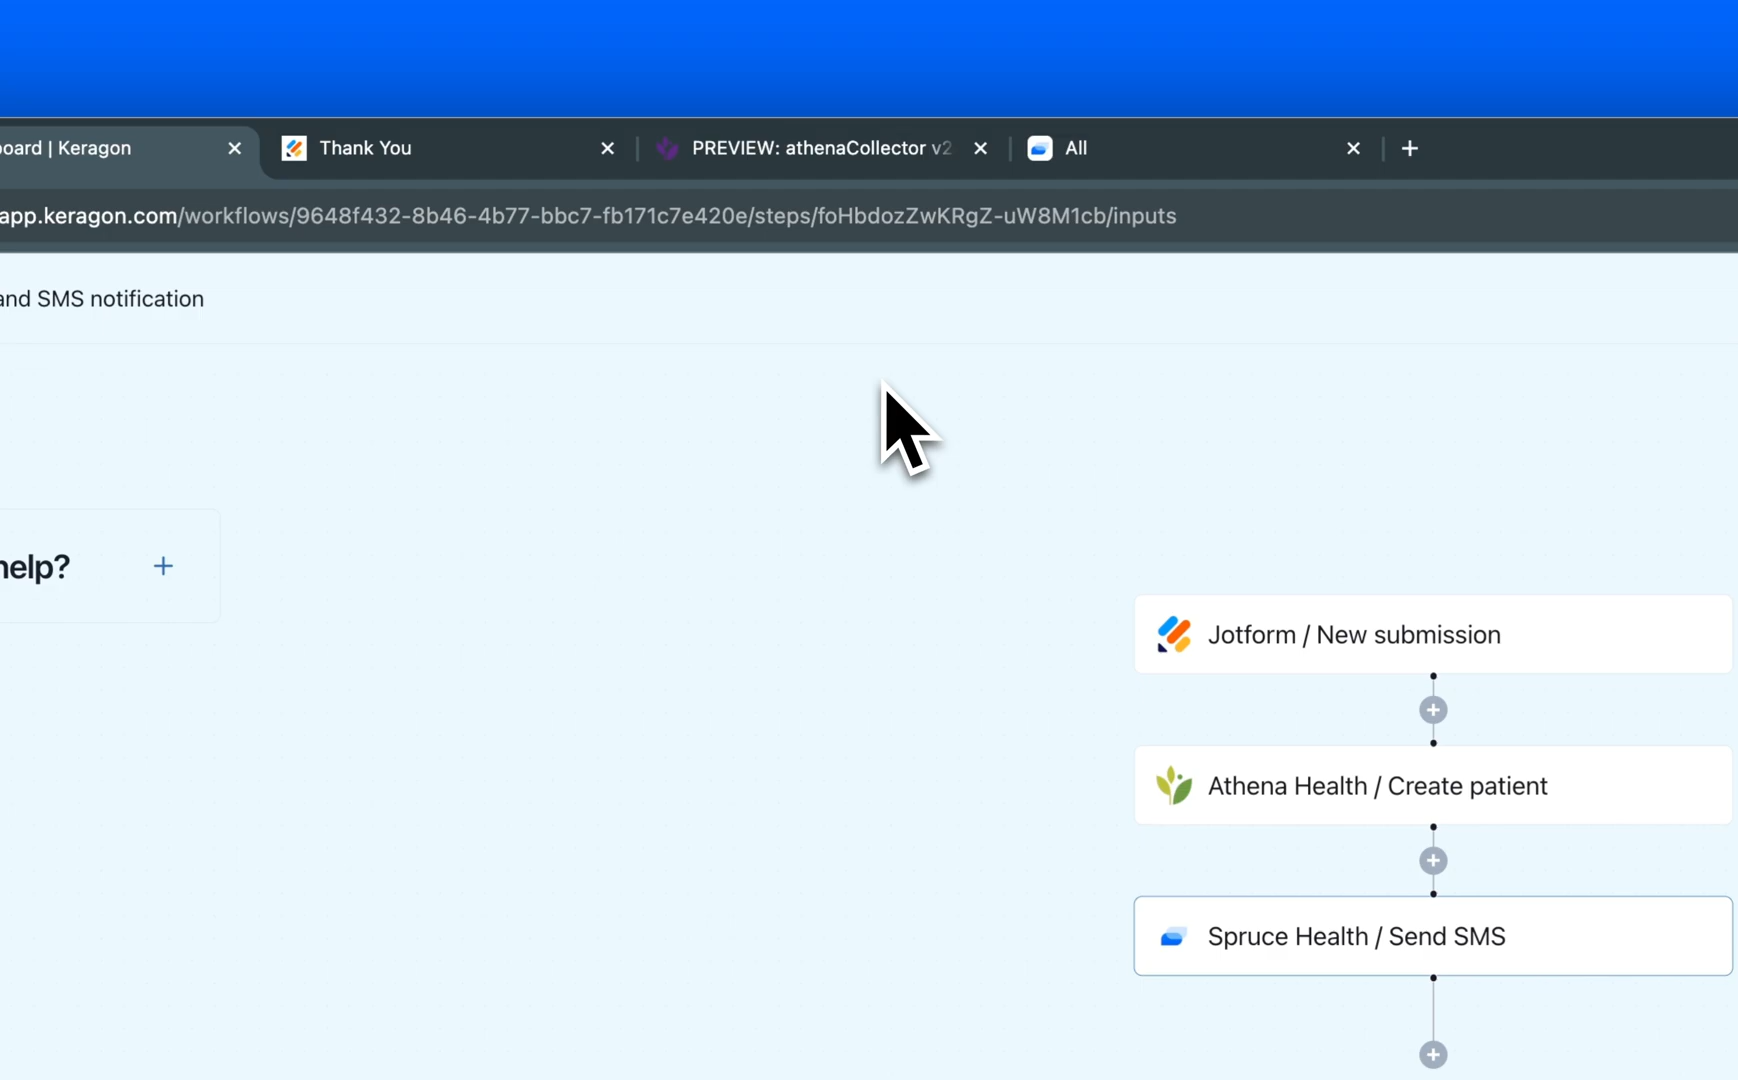 oard | Keragon
Thank You
PREVIEW: athenaCollector v2
All
app.keragon.com/workflows/9648f432-8b46-4b77-bbc7-fb171c7e420e/steps/foHbdozZwKRgZ-uW8M1cb/inputs
and SMS notification
help?
Jotform / New submission
Athena Health / Create patient
Spruce Health / Send SMS